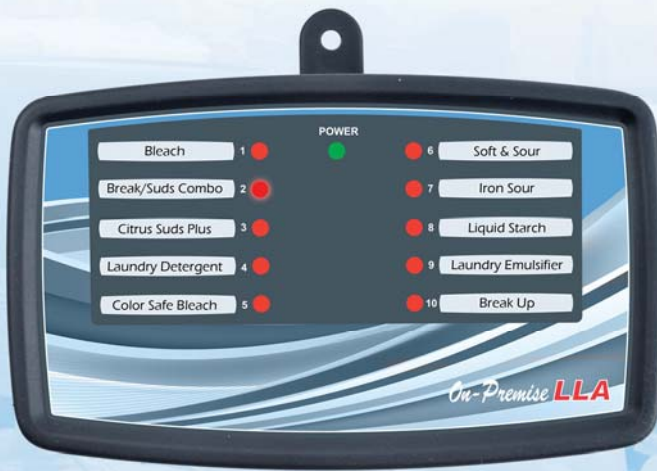 POWER
Bleach 1
Break/Suds Combo 2
Citrus Suds Plus 3
Laundry Detergent 4
Color Safe Bleach 5
6 Soft & Sour
7 Iron Sour
8 Liquid Starch
9 Laundry Emulsifier
10 Break Up
On-Premise LLA